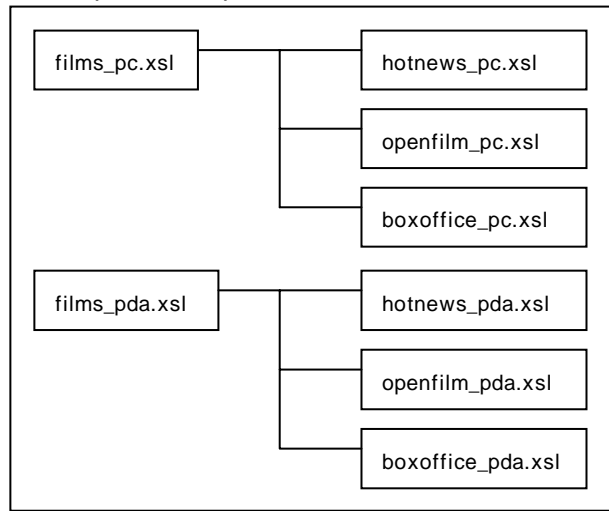 films_pc.xsl
hotnews_pc.xsl
openfilm_pc.xsl
boxoffice_pc.xsl
films_pda.xsl
hotnews_pda.xsl
openfilm_pda.xsl
boxoffice_pda.xsl